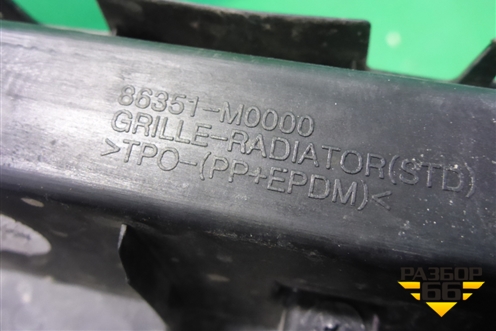 86351-M0000
GRILLE-RADIATOR(STD)
>TPO-(PP+EPDM)<
РАЗБОР
66